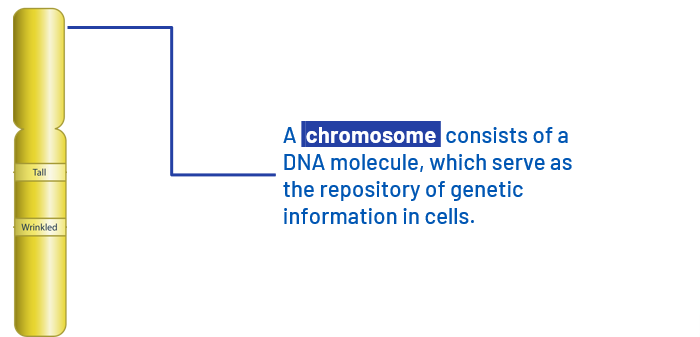 A chromosome consists of a
DNA molecule, which serve as
the repository of genetic
information in cells.
Tall
Wrinkled